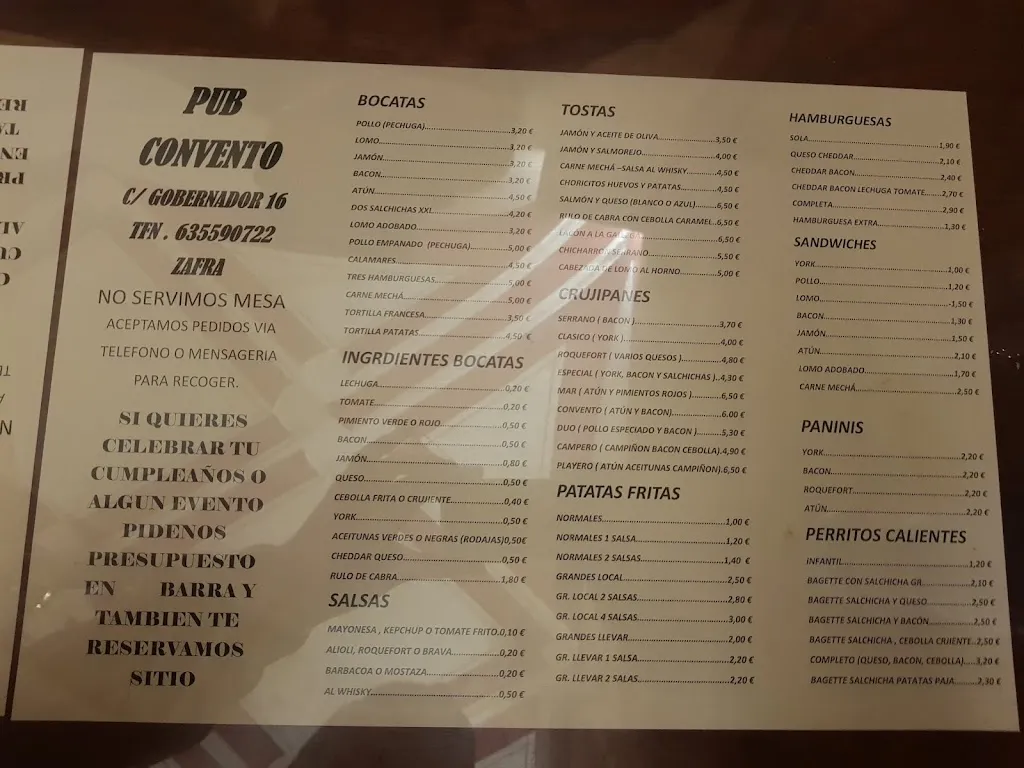 PUB
CONVENTO
C/ GOBERNADOR 16
TFN . 635590722
ZAFRA
NO SERVIMOS MESA
ACEPTAMOS PEDIDOS VIA
TELEFONO O MENSAGERIA
PARA RECOGER.
SI QUIERES
CELEBRAR TU
CUMPLEAÑOS O
ALGUN EVENTO
PIDENOS
PRESUPUESTO
EN BARRA Y
TAMBIEN TE
RESERVAMOS
SITIO
BOCATAS
POLLO (PECHUGA)...3,20 €
LOMO...3,20 €
JAMÓN...3,20 €
BACON...3,20 €
ATÚN...4,50 €
DOS SALCHICHAS XXL...4,20 €
LOMO ADOBADO...3,20 €
POLLO EMPANADO (PECHUGA)...5,00 €
CALAMARES...4,50 €
TRES HAMBURGUESAS...5,00 €
CARNE MECHÁ...5,00 €
TORTILLA FRANCESA...3,50 €
TORTILLA PATATAS...4,50 €
INGRDIENTES BOCATAS
LECHUGA...0,20 €
TOMATE...0,20 €
PIMIENTO VERDE O ROJO...0,50 €
BACON...0,50 €
JAMÓN...0,80 €
QUESO...0,50 €
CEBOLLA FRITA O CRUJIENTE...0,40 €
YORK...0,50 €
ACEITUNAS VERDES O NEGRAS (RODAJAS)0,50€
CHEDDAR QUESO...0,50 €
RULO DE CABRA...1,80 €
SALSAS
MAYONESA , KEPCHUP O TOMATE FRITO.0,10 €
ALIOLI, ROQUEFORT O BRAVA...0,20 €
BARBACOA O MOSTAZA...0,20 €
AL WHISKY...0,50 €
TOSTAS
JAMÓN Y ACEITE DE OLIVA...3,50 €
JAMÓN Y SALMOREJO...4,00 €
CARNE MECHÁ –SALSA AL WHISKY...4,50 €
CHORICITOS HUEVOS Y PATATAS...4,50 €
SALMÓN Y QUESO (BLANCO O AZUL)...6,50 €
RULO DE CABRA CON CEBOLLA CARAMEL..6,50 €
LACÓN A LA ...6,50 €
CHICHARRON SERRANO...5,50 €
CABEZADA DE LOMO AL HORNO...5,00 €
CRUJIPANES
SERRANO ( BACON )...3,70 €
CLASICO ( YORK )...4,00 €
ROQUEFORT ( VARIOS QUESOS )...4,80 €
ESPECIAL ( YORK, BACON Y SALCHICHAS )..4,30 €
MAR ( ATÚN Y PIMIENTOS ROJOS )...6,50 €
CONVENTO ( ATÚN Y BACON)...6.00 €
DUO ( POLLO ESPECIADO Y BACON )...5,30 €
CAMPERO ( CAMPIÑON BACON CEBOLLA).4,90 €
PLAYERO ( ATÚN ACEITUNAS CAMPIÑON).6,50 €
PATATAS FRITAS
NORMALES...1,00 €
NORMALES 1 SALSA...1,20 €
NORMALES 2 SALSAS...1,40 €
GRANDES LOCAL...2,50 €
GR. LOCAL 2 SALSAS...2,80 €
GR. LOCAL 4 SALSAS...3,00 €
GRANDES LLEVAR...2,00 €
GR. LLEVAR 1 SALSA...2,20 €
GR. LLEVAR 2 SALAS...2,20 €
HAMBURGUESAS
SOLA...1,90 €
QUESO CHEDDAR...2,10 €
CHEDDAR BACON...2,40 €
CHEDDAR BACON LECHUGA TOMATE...2,70 €
COMPLETA...2,90 €
HAMBURGUESA EXTRA...1,30 €
SANDWICHES
YORK...1,00 €
POLLO...1,20 €
LOMO...1,50 €
BACON...1,30 €
JAMÓN...1,50 €
ATÚN...2,10 €
LOMO ADOBADO...1,70 €
CARNE MECHÁ...2,50 €
PANINIS
YORK...2,20 €
BACON...2,20 €
ROQUEFORT...2,20 €
ATÚN...2,20 €
PERRITOS CALIENTES
INFANTIL...1,20 €
BAGETTE CON SALCHICHA GR...2,10 €
BAGETTE SALCHICHA Y QUESO...2,50 €
BAGETTE SALCHICHA Y BACÓN...2,50 €
BAGETTE SALCHICHA , CEBOLLA CRJIENTE..2,50 €
COMPLETO (QUESO, BACON, CEBOLLA)....3,20 €
BAGETTE SALCHICHA PATATAS PAJA...2,30 €